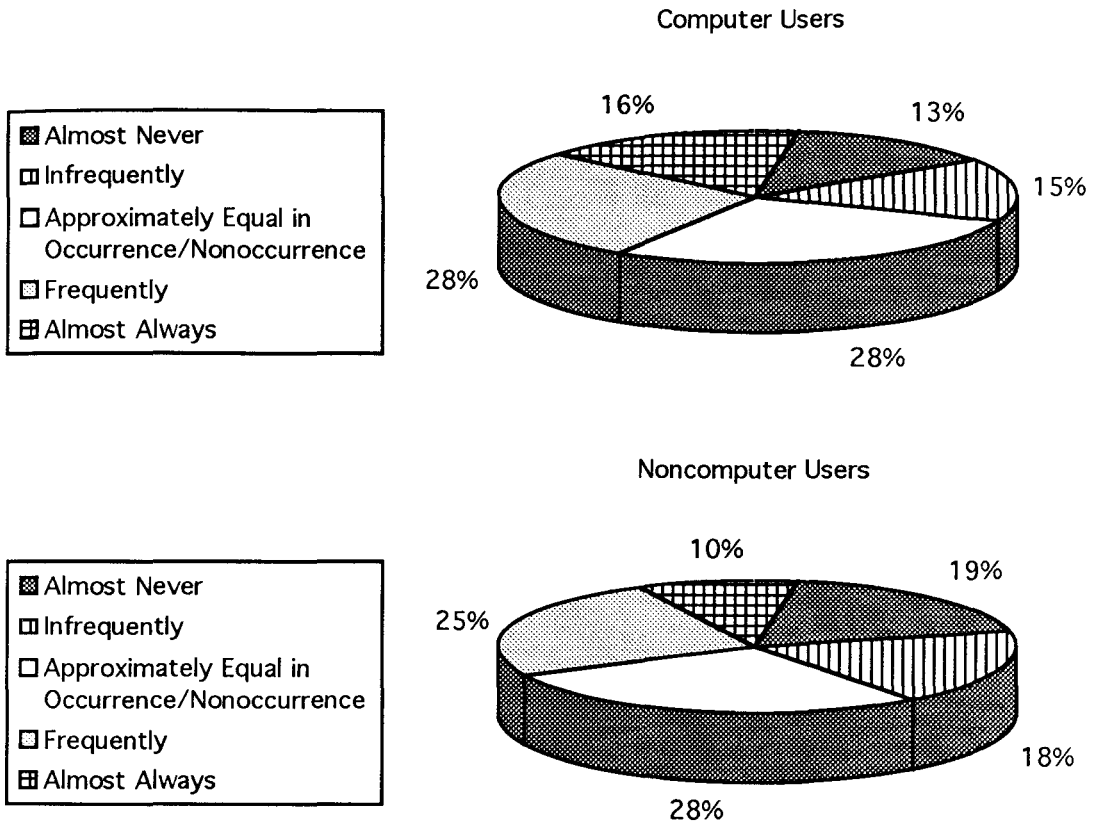 Computer Users
16%
13%
Almost Never
Infrequently
15%
Approximately Equal in
Occurrence/Nonoccurrence
28%
Frequently
Almost Always
28%
Noncomputer Users
10%
19%
Almost Never
25%
Infrequently
Approximately Equal in
Occurrence/Nonoccurrence
Frequently
18%
Almost Always
28%